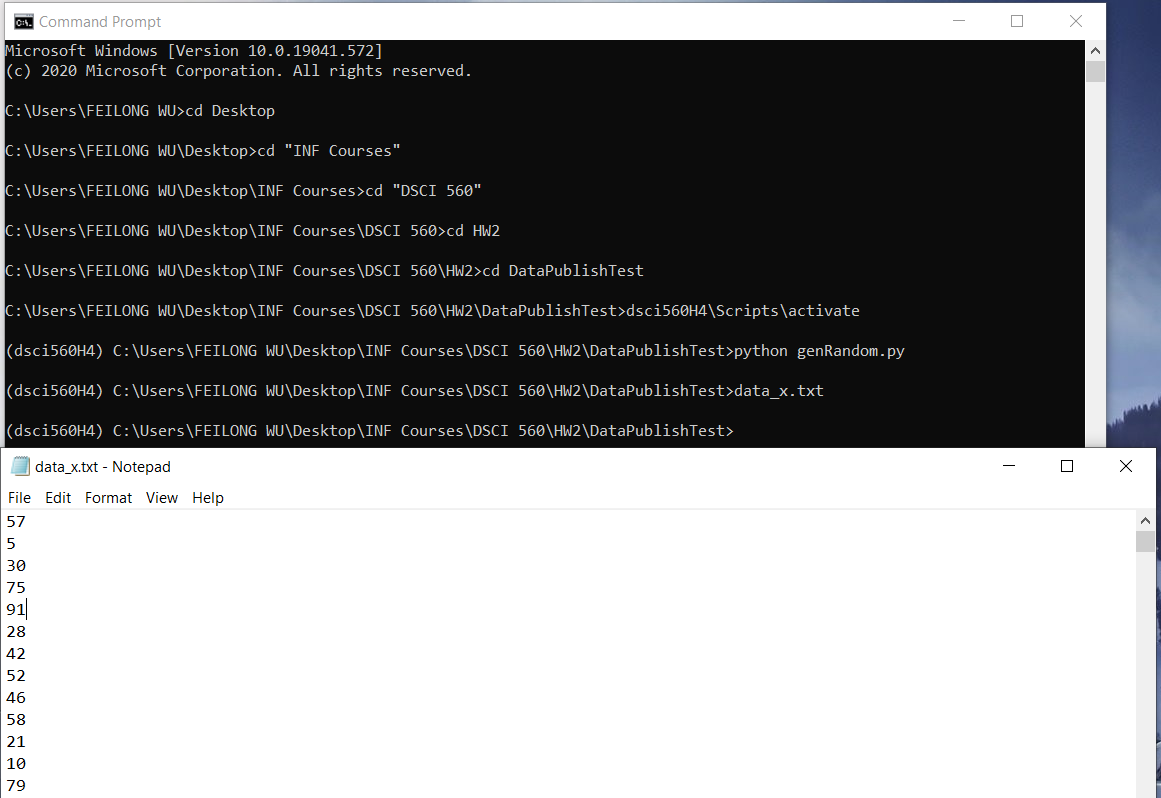 Command Prompt
Microsoft Windows [Version 10.0.19041.572]
(c) 2020 Microsoft Corporation. All rights reserved.
C:\Users\FEILONG WU>cd Desktop
C:\Users\FEILONG WU\Desktop>cd "INF Courses"
C:\Users\FEILONG WU\Desktop\INF Courses>cd "DSCI 560"
C:\Users\FEILONG WU\Desktop\INF Courses\DSCI 560>cd HW2
C:\Users\FEILONG WU\Desktop\INF Courses\DSCI 560\HW2>cd DataPublishTest
C:\Users\FEILONG WU\Desktop\INF Courses\DSCI 560\HW2\DataPublishTest>dsci560H4\Scripts\activate
(dsci560H4) C:\Users\FEILONG WU\Desktop\INF Courses\DSCI 560\HW2\DataPublishTest>python genRandom.py
(dsci560H4) C:\Users\FEILONG WU\Desktop\INF Courses\DSCI 560\HW2\DataPublishTest>data_x.txt
(dsci560H4) C:\Users\FEILONG WU\Desktop\INF Courses\DSCI 560\HW2\DataPublishTest>
data_x.txt - Notepad
File Edit Format View Help
57
5
30
75
91
28
42
52
46
58
21
10
79